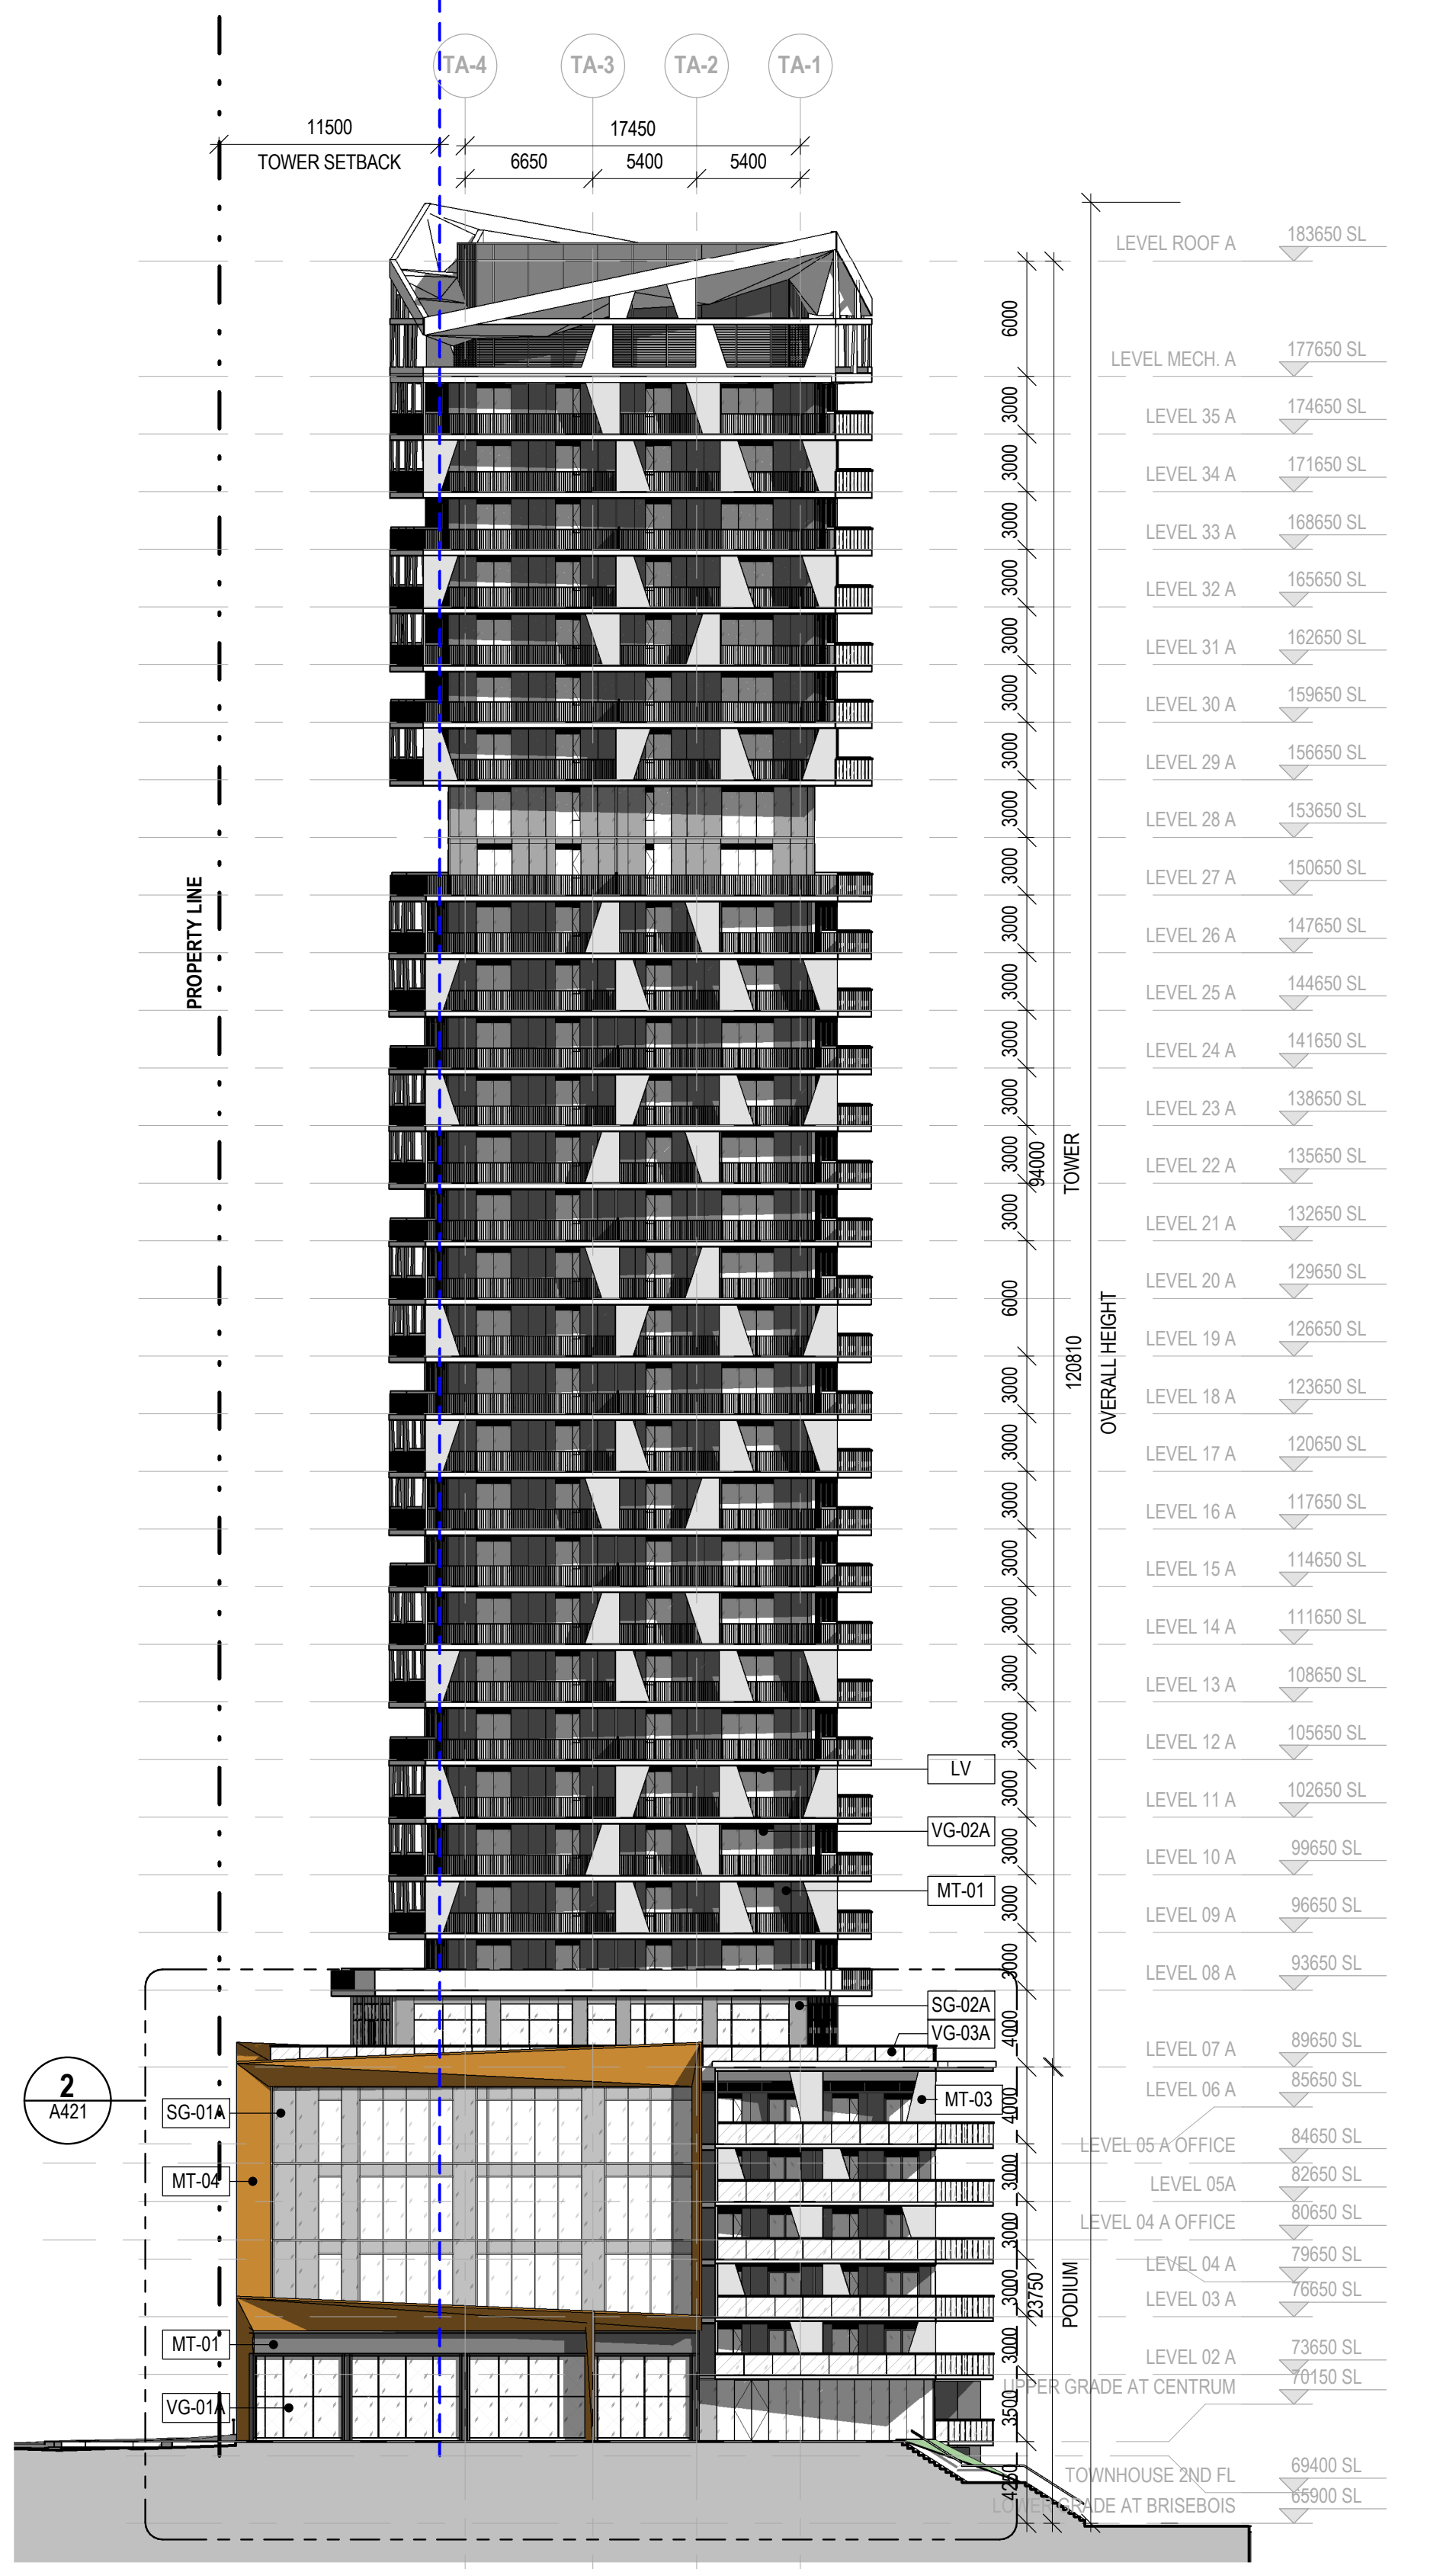 TA-4 TA-3 TA-2 TA-1
11500 17450
TOWER SETBACK 6650 5400 5400
LEVEL ROOF A 183650 SL
6000
LEVEL MECH. A 177650 SL
3000
LEVEL 35 A 174650 SL
3000
LEVEL 34 A 171650 SL
3000
LEVEL 33 A 168650 SL
3000
LEVEL 32 A 165650 SL
3000
LEVEL 31 A 162650 SL
3000
LEVEL 30 A 159650 SL
3000
LEVEL 29 A 156650 SL
3000
LEVEL 28 A 153650 SL
3000
LEVEL 27 A 150650 SL
PROPERTY LINE
3000
LEVEL 26 A 147650 SL
3000
LEVEL 25 A 144650 SL
3000
LEVEL 24 A 141650 SL
3000
LEVEL 23 A 138650 SL
3000
94000
TOWER
LEVEL 22 A 135650 SL
3000
LEVEL 21 A 132650 SL
6000
LEVEL 20 A 129650 SL
120810
OVERALL HEIGHT
LEVEL 19 A 126650 SL
3000
LEVEL 18 A 123650 SL
3000
LEVEL 17 A 120650 SL
3000
LEVEL 16 A 117650 SL
3000
LEVEL 15 A 114650 SL
3000
LEVEL 14 A 111650 SL
3000
LEVEL 13 A 108650 SL
3000
LEVEL 12 A 105650 SL
LV
3000
LEVEL 11 A 102650 SL
VG-02A
3000
LEVEL 10 A 99650 SL
MT-01
3000
LEVEL 09 A 96650 SL
3000
LEVEL 08 A 93650 SL
SG-02A
VG-03A
4000
LEVEL 07 A 89650 SL
2
A421
SG-01A
MT-03
4000
LEVEL 06 A 85650 SL
LEVEL 05 A OFFICE 84650 SL
MT-04
3000
LEVEL 05A 82650 SL
3000
LEVEL 04 A OFFICE 80650 SL
LEVEL 04 A 79650 SL
3000
23750
PODIUM
LEVEL 03 A 76650 SL
MT-01
3000
LEVEL 02 A 73650 SL
UPPER GRADE AT CENTRUM 70150 SL
VG-01A
3500
TOWNHOUSE 2ND FL 69400 SL
4250
LOWER GRADE AT BRISEBOIS 65900 SL